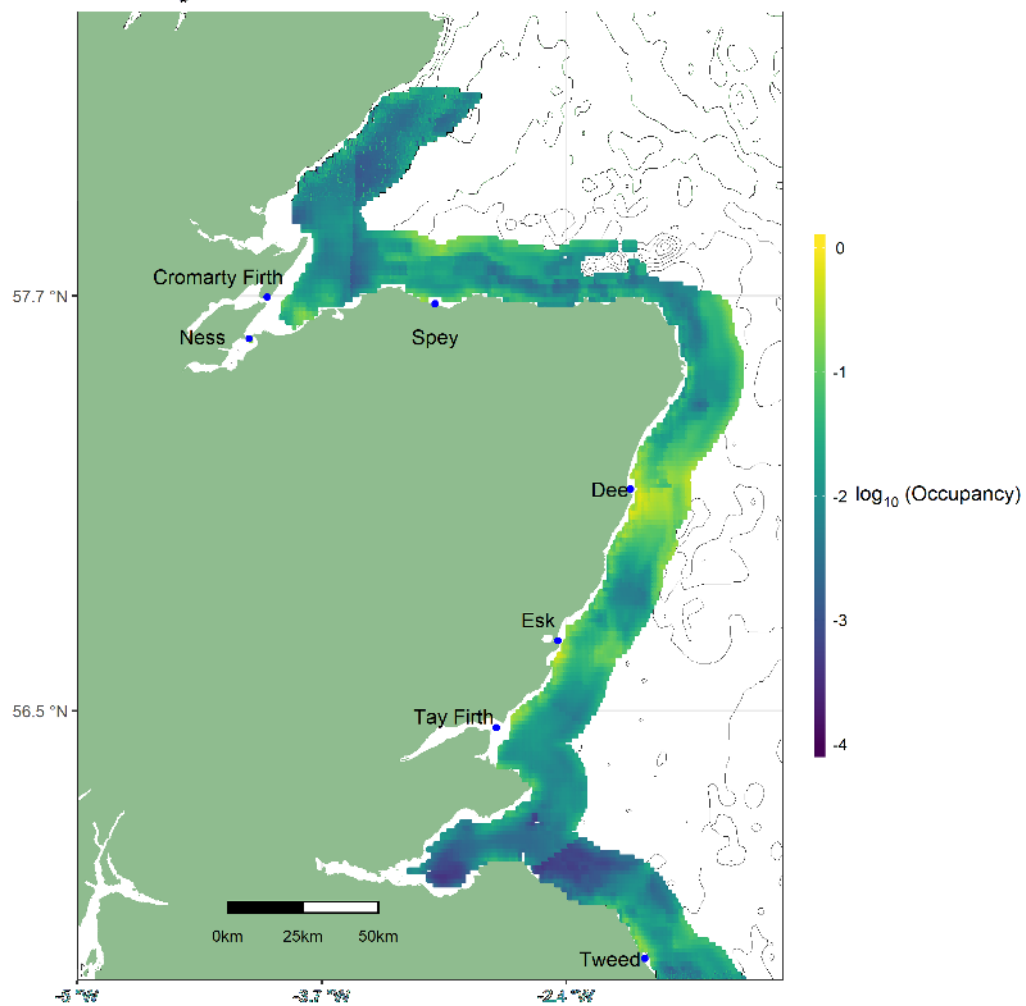 Cromarty Firth
57.7 °N
Ness
Spey
Dee
Esk
Tay Firth
56.5 °N
0km 25km 50km
Tweed
-5 °W -3.7 °W -2.4 °W
0
-1
-2
log₁₀ (Occupancy)
-3
-4